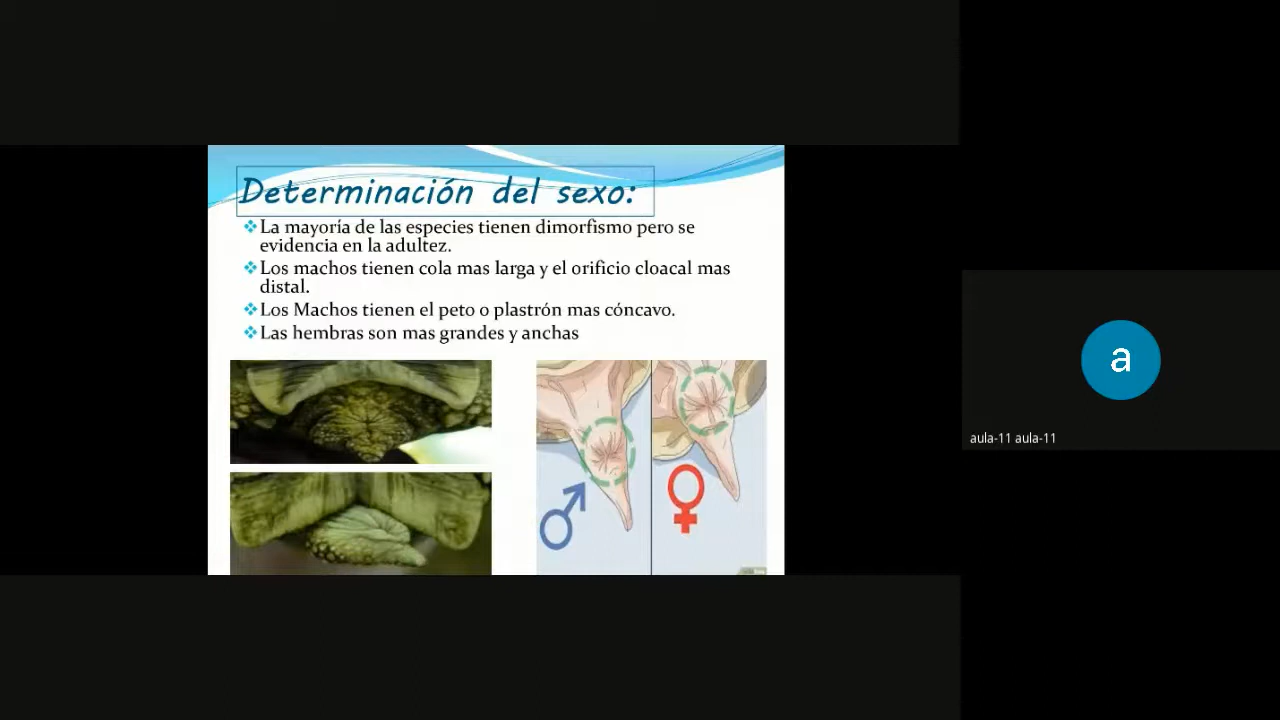 Determinación del sexo:
La mayoría de las especies tienen dimorfismo pero se
evidencia en la adultez.
Los machos tienen cola mas larga y el orificio cloacal mas
distal.
Los Machos tienen el peto o plastrón mas cóncavo.
Las hembras son mas grandes y anchas
a
aula-11 aula-11